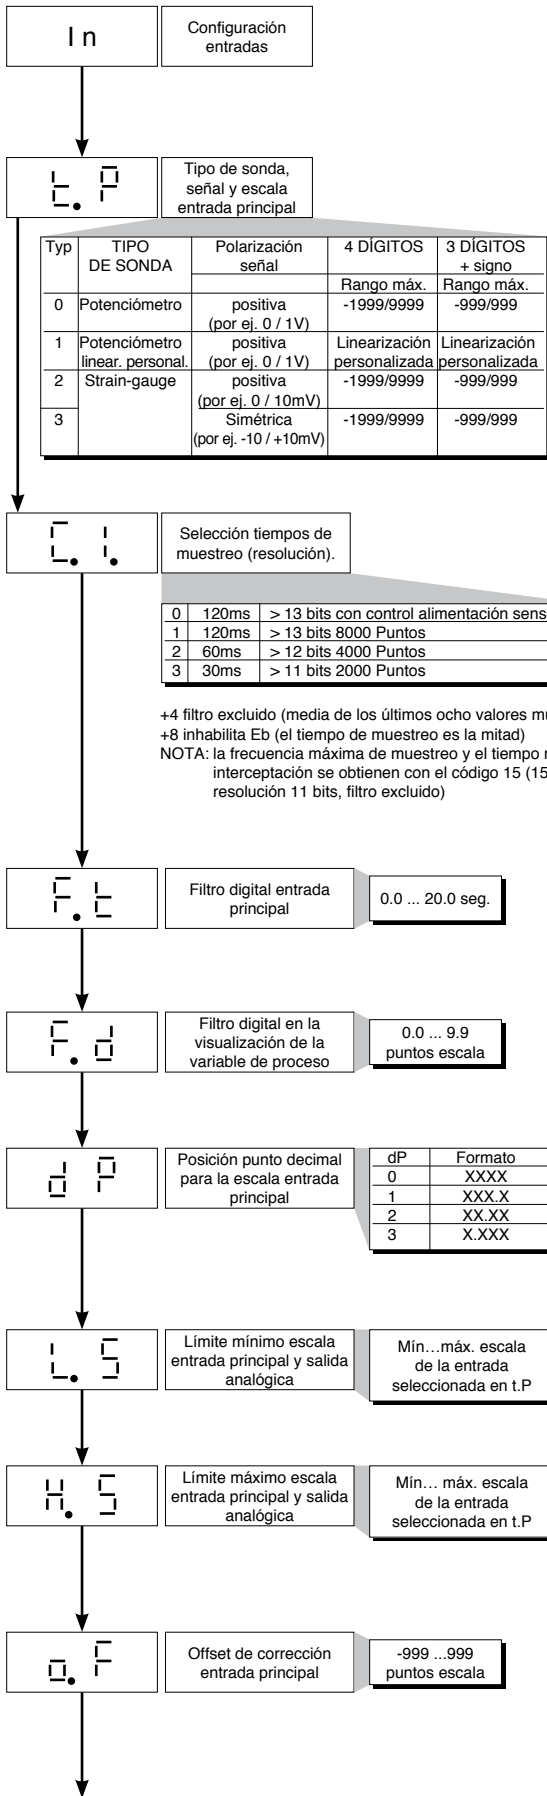 In
Configuración
entradas
t.P
Tipo de sonda,
señal y escala
entrada principal
Typ TIPO DE SONDA Polarización señal 4 DÍGITOS 3 DÍGITOS + signo
Rango máx. Rango máx.
0 Potenciómetro positiva (por ej. 0 / 1V) -1999/9999 -999/999
1 Potenciómetro linear. personal. positiva (por ej. 0 / 1V) Linearización personalizada Linearización personalizada
2 Strain-gauge positiva (por ej. 0 / 10mV) -1999/9999 -999/999
3 Simétrica (por ej. -10 / +10mV) -1999/9999 -999/999
C.I.
Selección tiempos de
muestreo (resolución).
0 120ms > 13 bits con control alimentación
1 120ms > 13 bits 8000 Puntos
2 60ms > 12 bits 4000 Puntos
3 30ms > 11 bits 2000 Puntos
+4 filtro excluido (media de los últimos ocho valores
+8 inhabilita Eb (el tiempo de muestreo es la mitad)
NOTA: la frecuencia máxima de muestreo y el tiempo
interceptación se obtienen con el código 15 (15
resolución 11 bits, filtro excluido)
F.t
Filtro digital entrada
principal
0.0 ... 20.0 seg.
F.d
Filtro digital en la
visualización de la
variable de proceso
0.0 ... 9.9
puntos escala
d P
Posición punto decimal
para la escala entrada
principal
dP Formato
0 XXXX
1 XXX.X
2 XX.XX
3 X.XXX
L.S
Límite mínimo escala
entrada principal y salida
analógica
Mín…máx. escala
de la entrada
seleccionada en t.P
H.S
Límite máximo escala
entrada principal y salida
analógica
Mín… máx. escala
de la entrada
seleccionada en t.P
o.F
Offset de corrección
entrada principal
-999 ...999
puntos escala